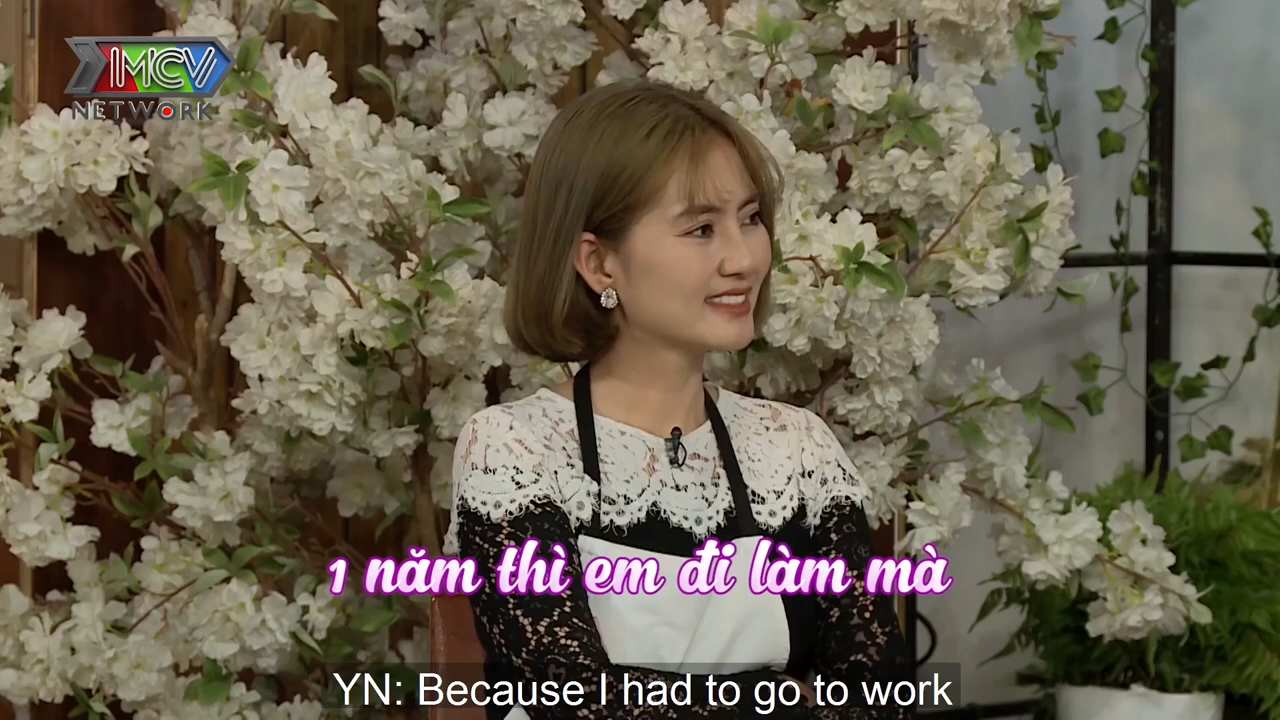 MCV
NETWORK
1 năm thì em đi làm mà
YN: Because I had to go to work